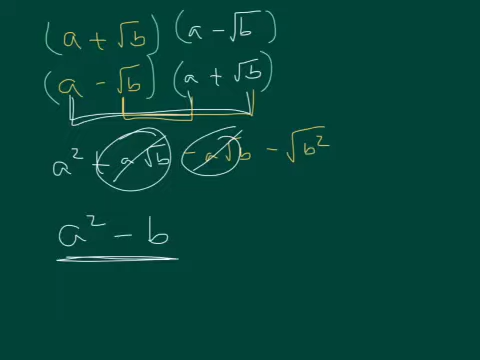 (a + √b) (a − √b)
(a − √b) (a + √b)
a² + a√b − a√b − √b²
a² − b